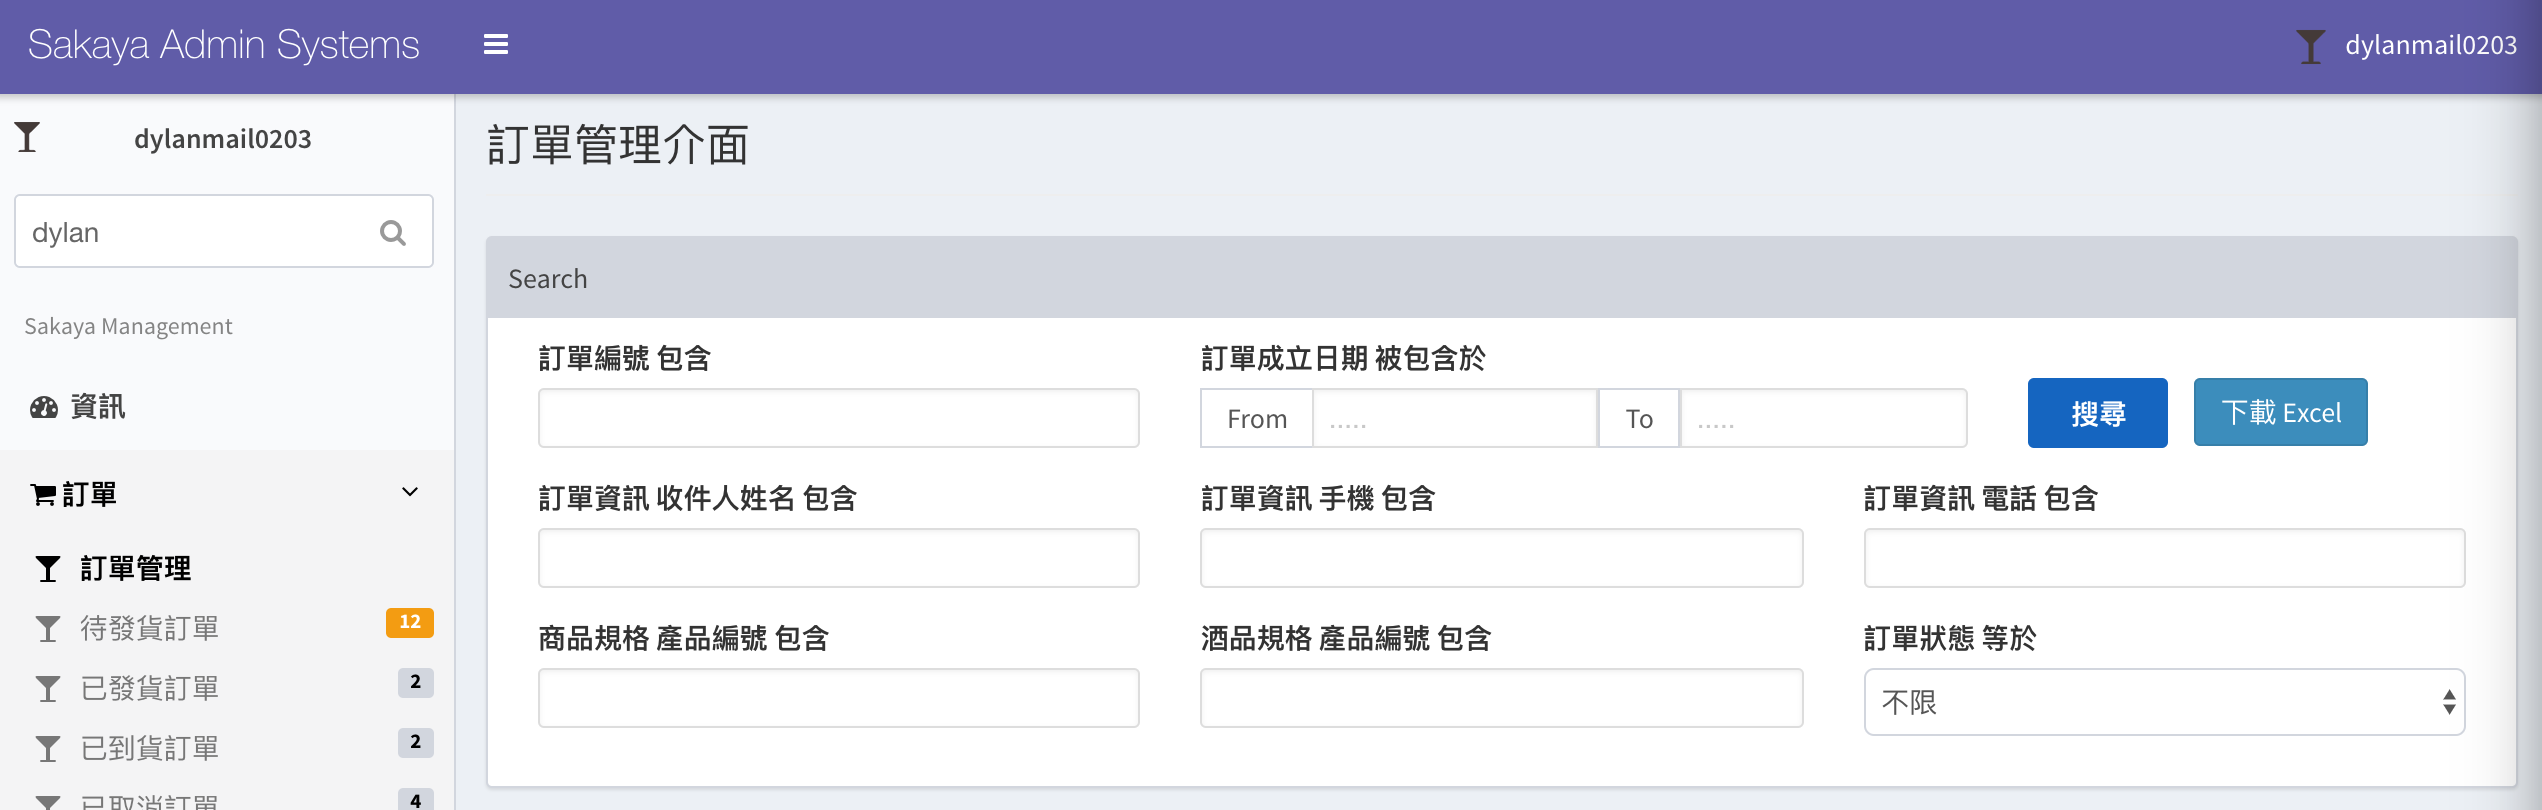 Sakaya Admin Systems
dylanmail0203
dylanmail0203
dylan
Sakaya Management
資訊
訂單
訂單管理
待發貨訂單 12
已發貨訂單 2
已到貨訂單 2
已取消訂單 4
訂單管理介面
Search
訂單編號 包含
訂單成立日期 被包含於
From ..... To .....
搜尋
下載 Excel
訂單資訊 收件人姓名 包含
訂單資訊 手機 包含
訂單資訊 電話 包含
商品規格 產品編號 包含
酒品規格 產品編號 包含
訂單狀態 等於
不限